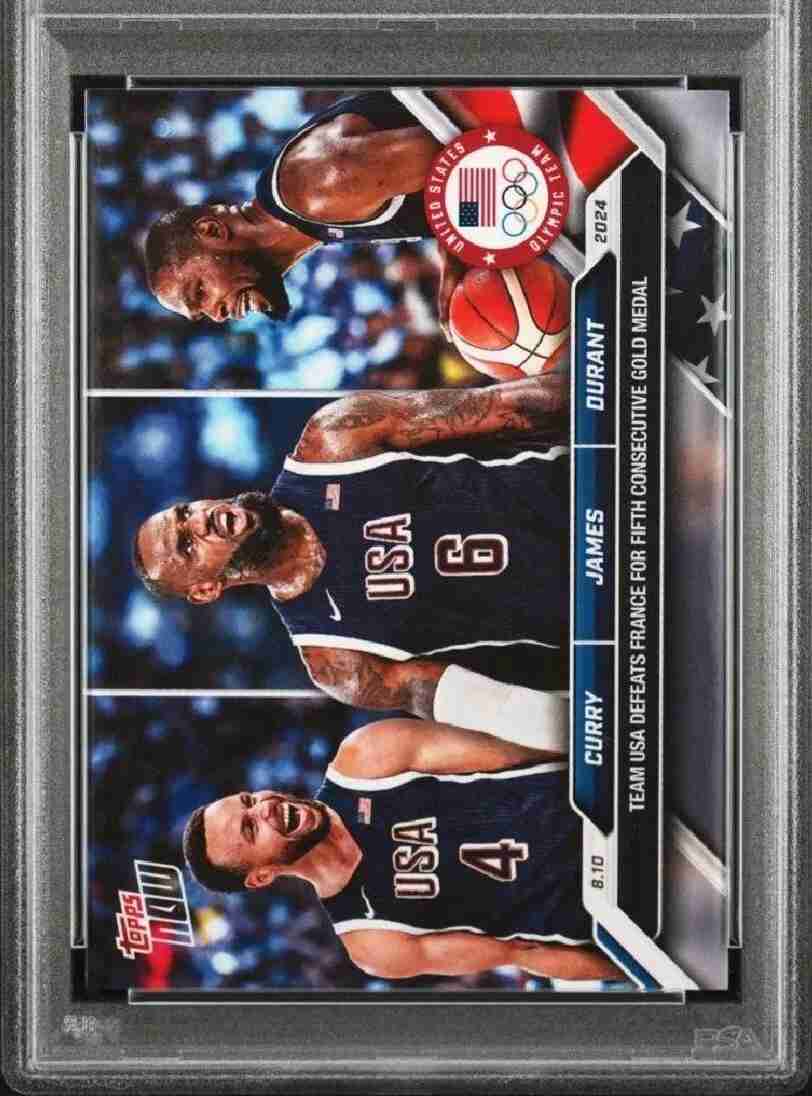 topps
NOW
USA
4
USA
6
UNITED STATES
OLYMPIC TEAM
8.10
CURRY
JAMES
DURANT
2024
TEAM USA DEFEATS FRANCE FOR FIFTH CONSECUTIVE GOLD MEDAL
PSA